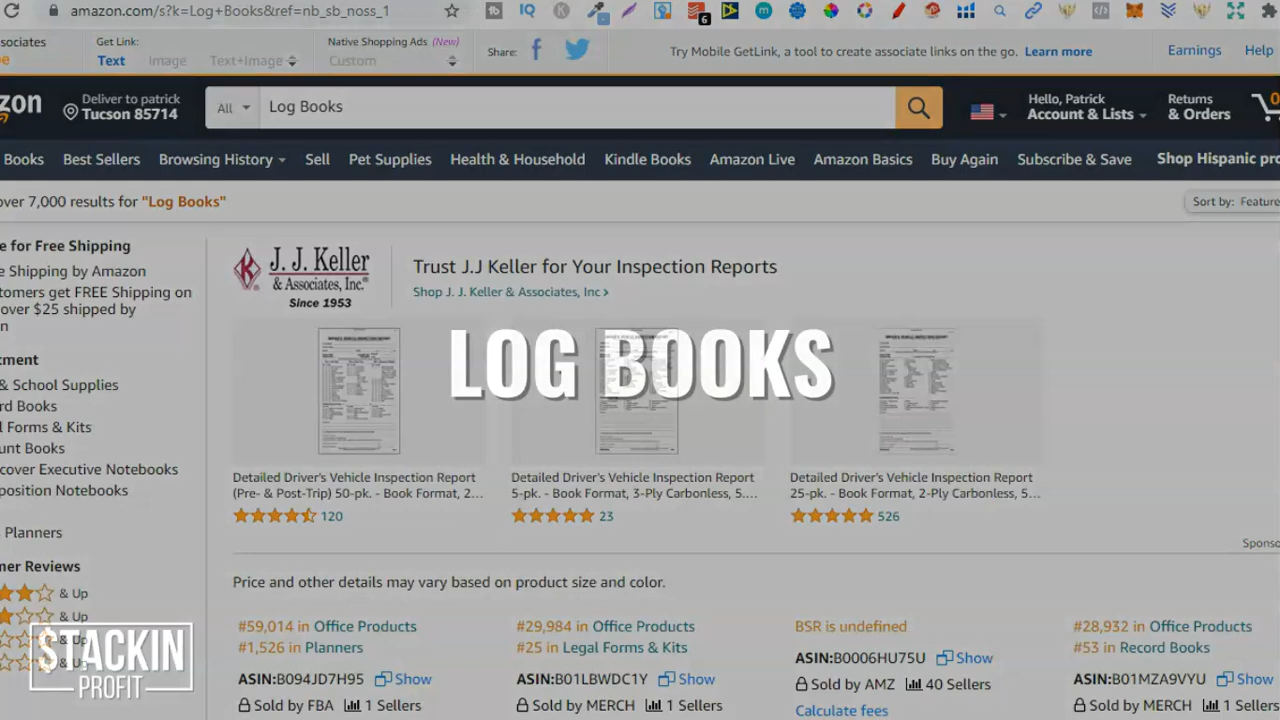 amazon.com/s?k=Log+Books&ref=nb_sb_noss_1
6
sociates
Get Link:
Native Shopping Ads (New)
Text Image Text+Image
Custom
Share:
Try Mobile GetLink, a tool to create associate links on the go. Learn more
Earnings Help
zon
Deliver to patrick
Tucson 85714
All
Log Books
Hello, Patrick
Account & Lists
Returns
& Orders
0
Books Best Sellers Browsing History Sell Pet Supplies Health & Household Kindle Books Amazon Live Amazon Basics Buy Again Subscribe & Save Shop Hispanic pro
over 7,000 results for "Log Books"
Sort by: Feature
e for Free Shipping
e Shipping by Amazon
tomers get FREE Shipping on
over $25 shipped by
n
tment
& School Supplies
rd Books
l Forms & Kits
unt Books
cover Executive Notebooks
position Notebooks
Planners
mer Reviews
& Up
& Up
& Up
& Up
J. J. Keller
& Associates, Inc.®
Since 1953
Trust J.J Keller for Your Inspection Reports
Shop J. J. Keller & Associates, Inc ›
LOG BOOKS
Detailed Driver's Vehicle Inspection Report
(Pre- & Post-Trip) 50-pk. - Book Format, 2...
120
Detailed Driver's Vehicle Inspection Report
5-pk. - Book Format, 3-Ply Carbonless, 5....
23
Detailed Driver's Vehicle Inspection Report
25-pk. - Book Format, 2-Ply Carbonless, 5...
526
Sponso
Price and other details may vary based on product size and color.
#59,014 in Office Products
#1,526 in Planners
ASIN:B094JD7H95 Show
Sold by FBA 1 Sellers
#29,984 in Office Products
#25 in Legal Forms & Kits
ASIN:B01LBWDC1Y Show
Sold by MERCH 1 Sellers
BSR is undefined
ASIN:B0006HU75U Show
Sold by AMZ 40 Sellers
Calculate fees
#28,932 in Office Products
#53 in Record Books
ASIN:B01MZA9VYU Show
Sold by MERCH 1 Sellers
$TACKIN
PROFIT